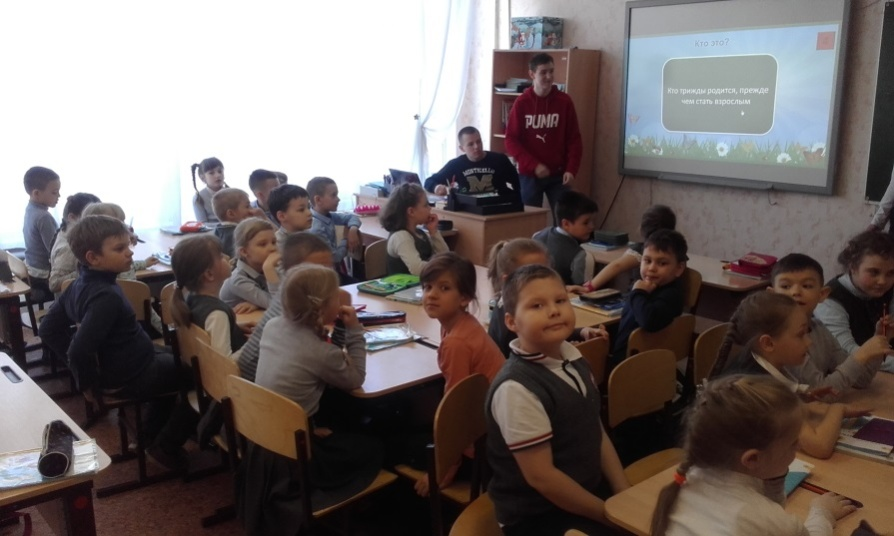 Кто это?
Кто трижды родится, прежде
чем стать взрослым
PUMA